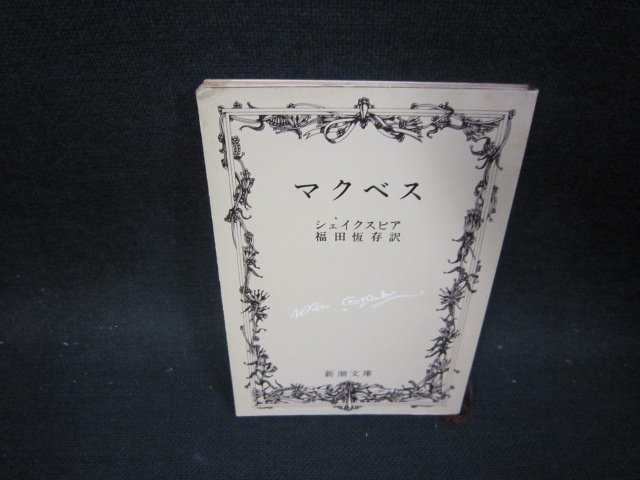 マクベス
シェイクスピア
福田恆存訳
新潮文庫